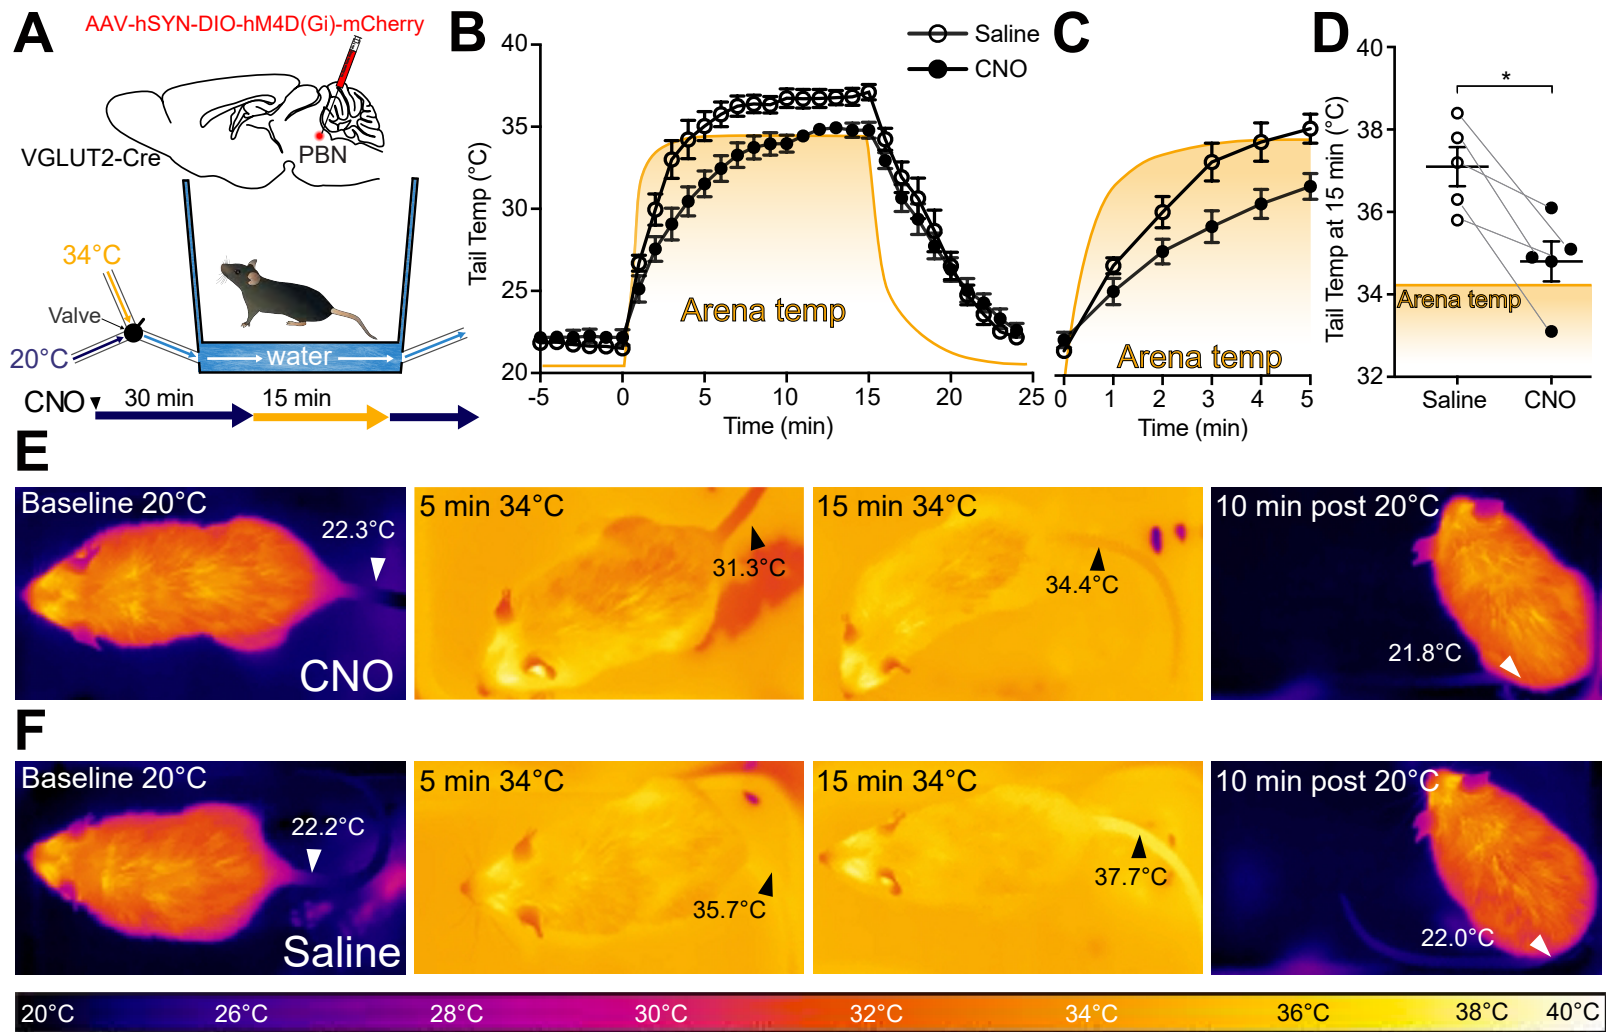 A
AAV-hSYN-DIO-hM4D(Gi)-mCherry
VGLUT2-Cre
PBN
34°C
Valve
20°C
water
CNO
30 min
15 min
B
Saline
CNO
Tail Temp (°C)
40
35
30
25
20
Arena temp
-5
0
5
10
15
20
25
Time (min)
C
Arena temp
0
1
2
3
4
5
Time (min)
D
Tail Temp at 15 min (°C)
40
38
36
34
32
*
Arena temp
Saline
CNO
E
Baseline 20°C
22.3°C
CNO
5 min 34°C
31.3°C
15 min 34°C
34.4°C
10 min post 20°C
21.8°C
F
Baseline 20°C
22.2°C
Saline
5 min 34°C
35.7°C
15 min 34°C
37.7°C
10 min post 20°C
22.0°C
20°C 26°C 28°C 30°C 32°C 34°C 36°C 38°C 40°C